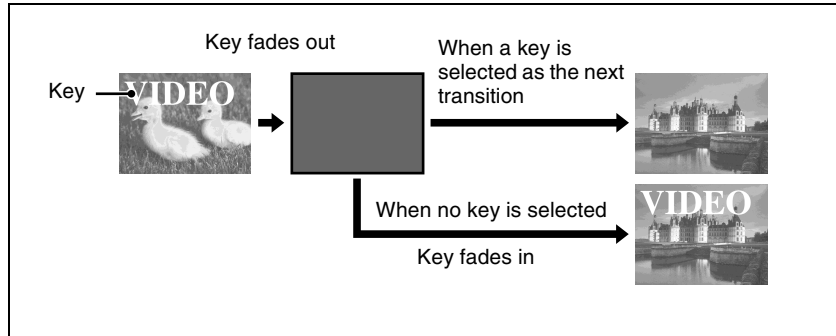 Key fades out
When a key is
selected as the next
transition
Key
VIDEO
When no key is selected
VIDEO
Key fades in